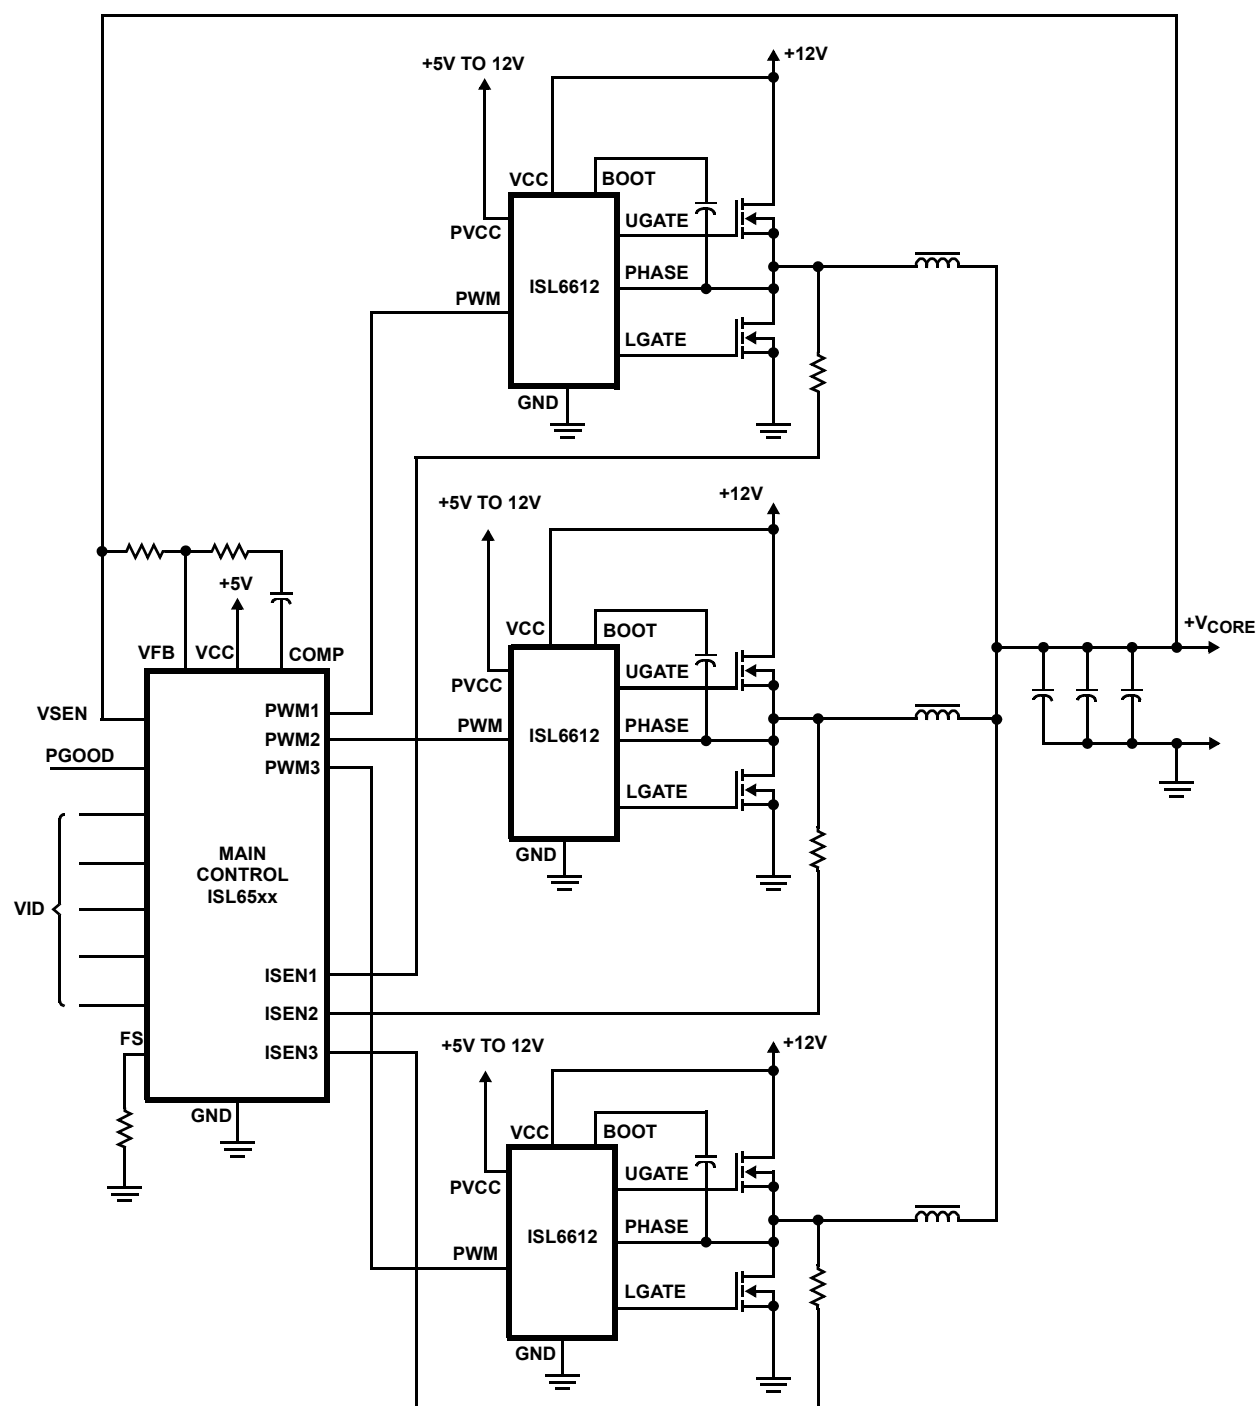 +12V
+5V TO 12V
VCC
BOOT
UGATE
PVCC
PHASE
ISL6612
PWM
LGATE
GND
+5V TO 12V
+12V
+5V
VCC
BOOT
+VCORE
VFB
VCC
COMP
UGATE
PVCC
VSEN
PWM1
PWM2
PWM
ISL6612
PHASE
PGOOD
PWM3
LGATE
MAIN
CONTROL
ISL65xx
GND
VID
ISEN1
ISEN2
FS
ISEN3
+5V TO 12V
+12V
GND
VCC
BOOT
UGATE
PVCC
PHASE
ISL6612
PWM
LGATE
GND